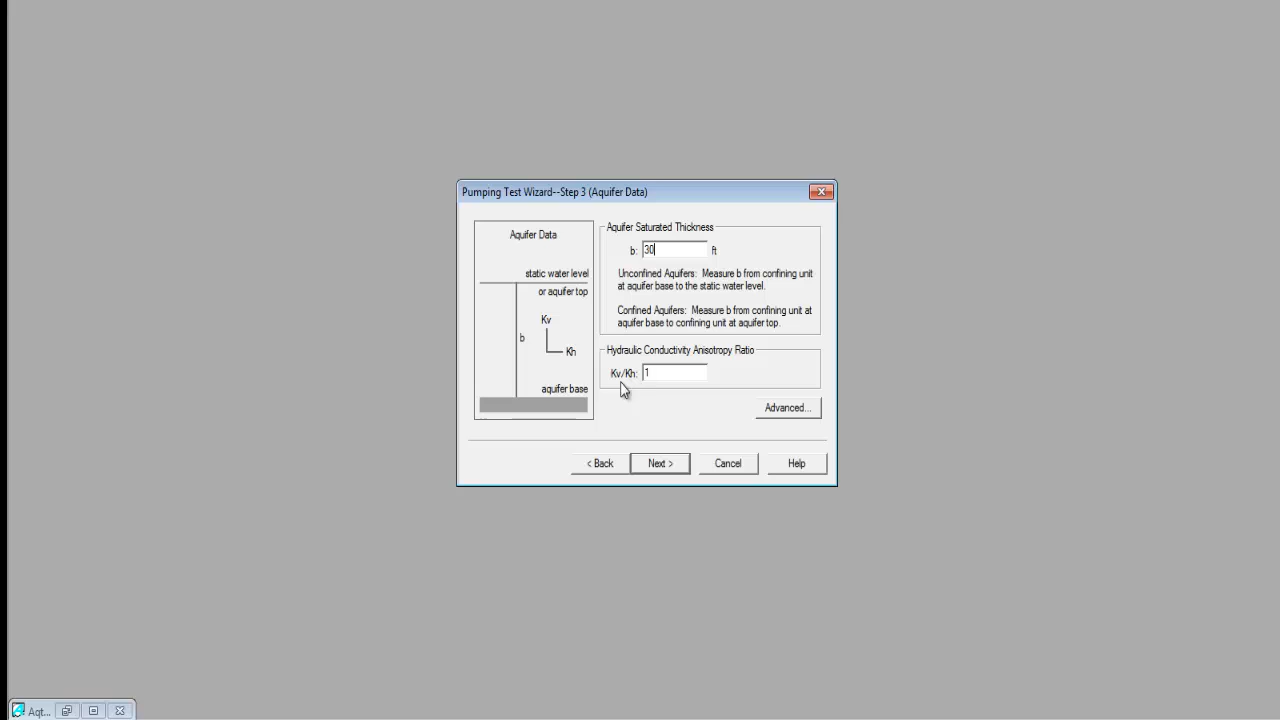 Pumping Test Wizard--Step 3 (Aquifer Data)
Aquifer Data
static water level
or aquifer top
Kv
b
Kh
aquifer base
Aquifer Saturated Thickness
b: 30 ft
Unconfined Aquifers: Measure b from confining unit
at aquifer base to the static water level.
Confined Aquifers: Measure b from confining unit at
aquifer base to confining unit at aquifer top.
Hydraulic Conductivity Anisotropy Ratio
Kv/Kh: 1
Advanced...
< Back Next > Cancel Help
Aqt...